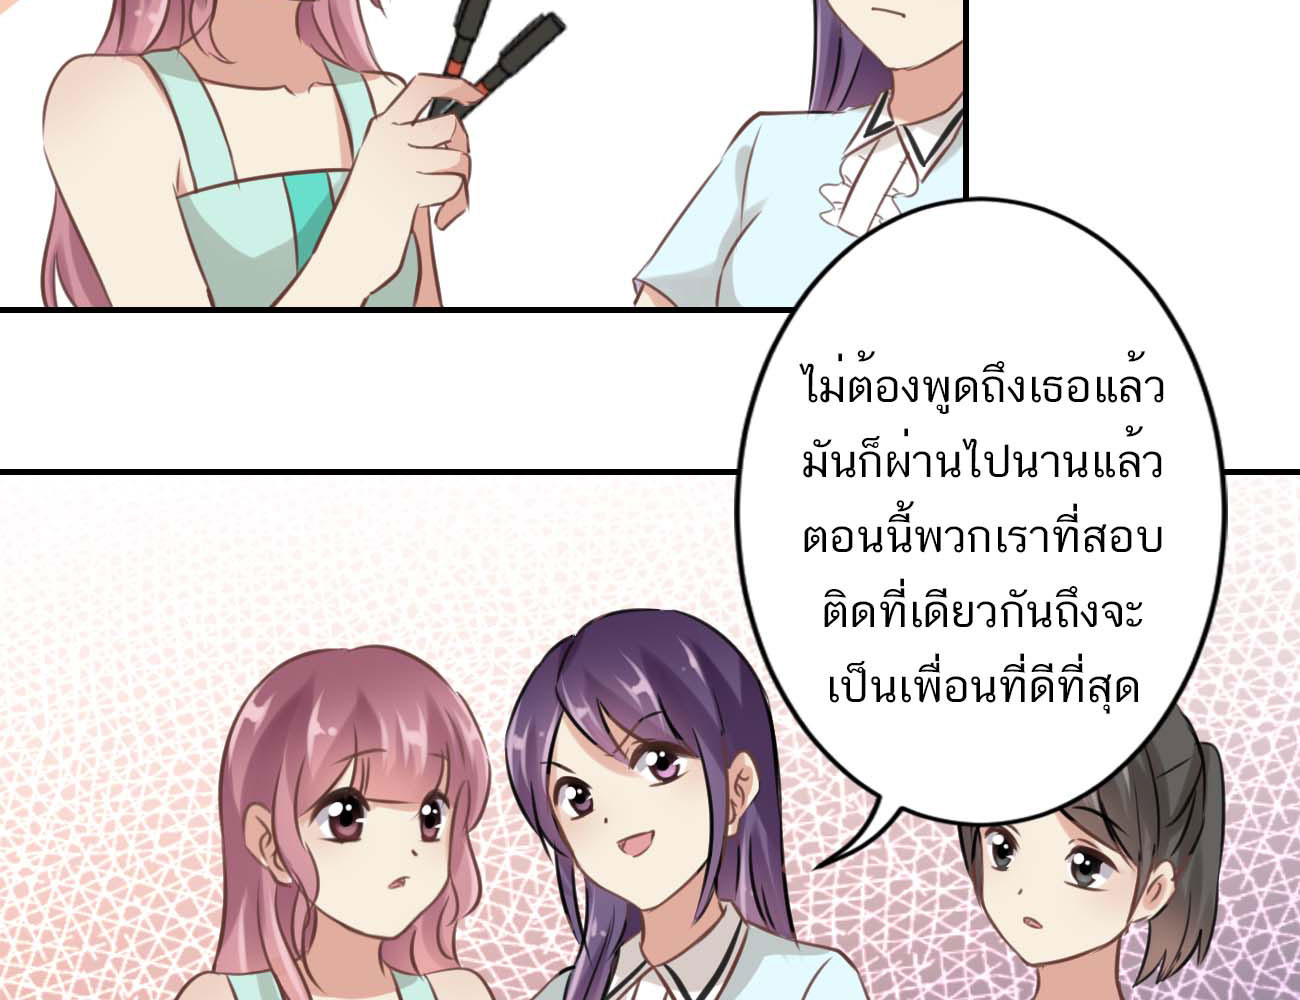 ไม่ต้องพูดถึงเธอแล้ว
มันก็ผ่านไปนานแล้ว
ตอนนี้พวกเราที่สอบ
ติดที่เดียวกันถึงจะ
เป็นเพื่อนที่ดีที่สุด